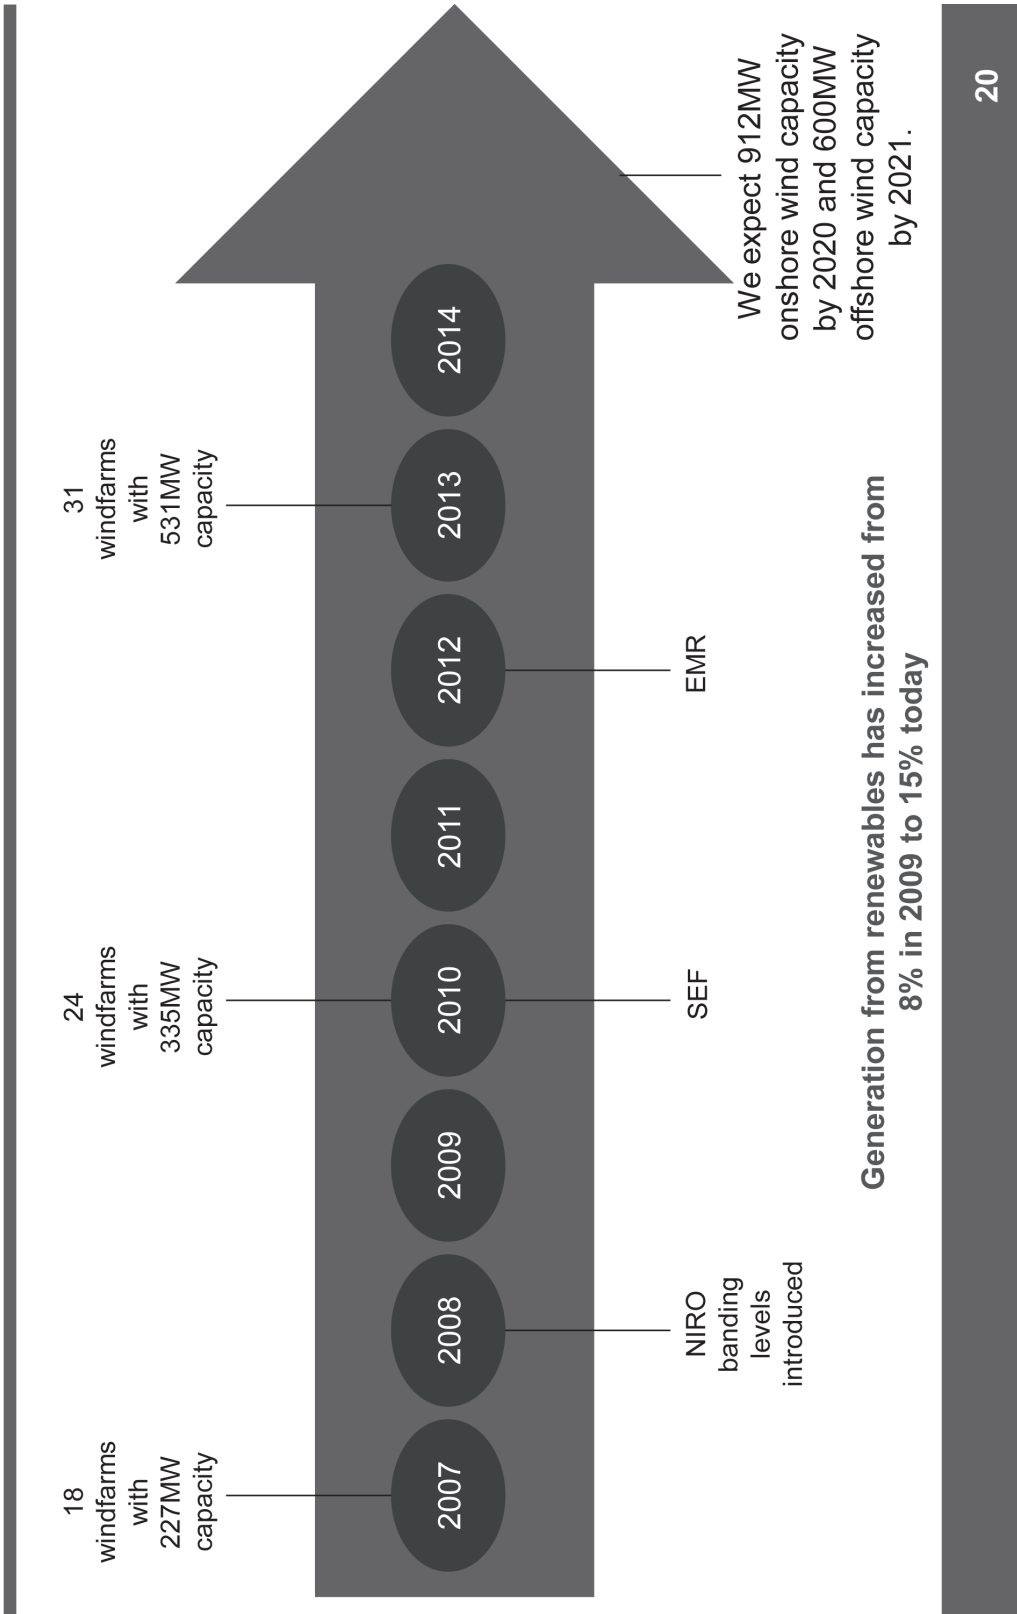 18
windfarms
with
227MW
capacity
24
windfarms
with
335MW
capacity
31
windfarms
with
531MW
capacity
2007
2008
2009
2010
2011
2012
2013
2014
NIRO
banding
levels
introduced
SEF
EMR
We expect 912MW
onshore wind capacity
by 2020 and 600MW
offshore wind capacity
by 2021.
Generation from renewables has increased from
8% in 2009 to 15% today
20